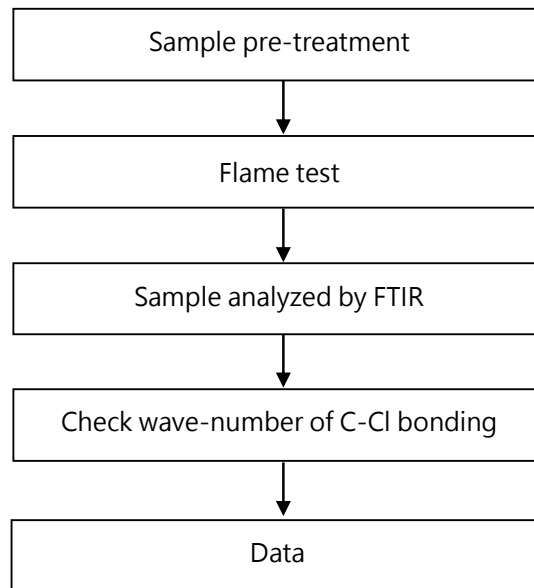 Sample pre-treatment
Flame test
Sample analyzed by FTIR
Check wave-number of C-Cl bonding
Data